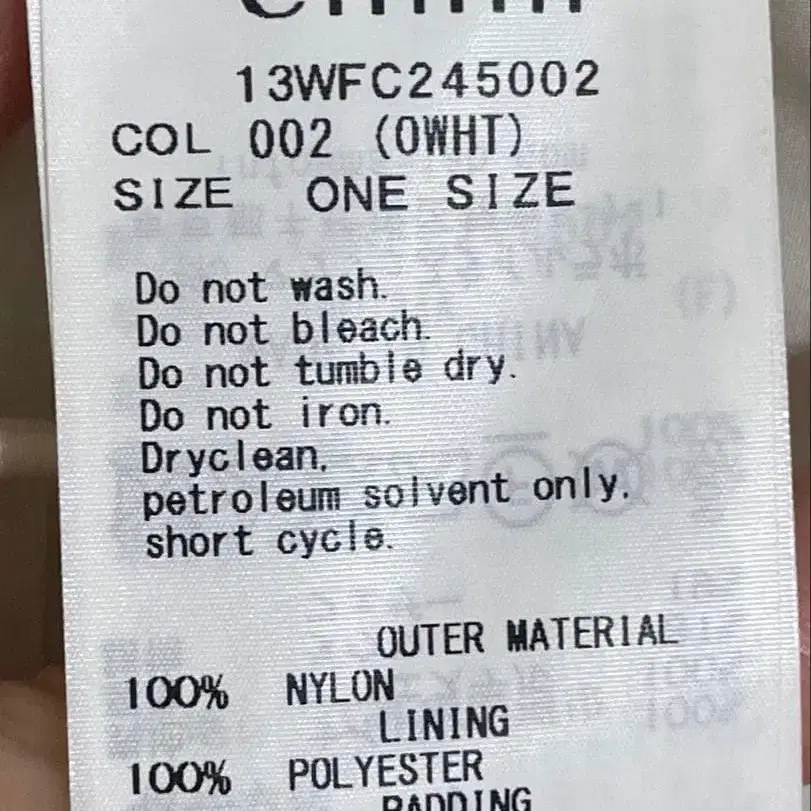 13WFC245002
COL 002 (OWHT)
SIZE ONE SIZE
Do not wash.
Do not bleach.
Do not tumble dry.
Do not iron.
Dryclean,
petroleum solvent only.
short cycle.
OUTER MATERIAL
100% NYLON
LINING
100% POLYESTER
PADDING